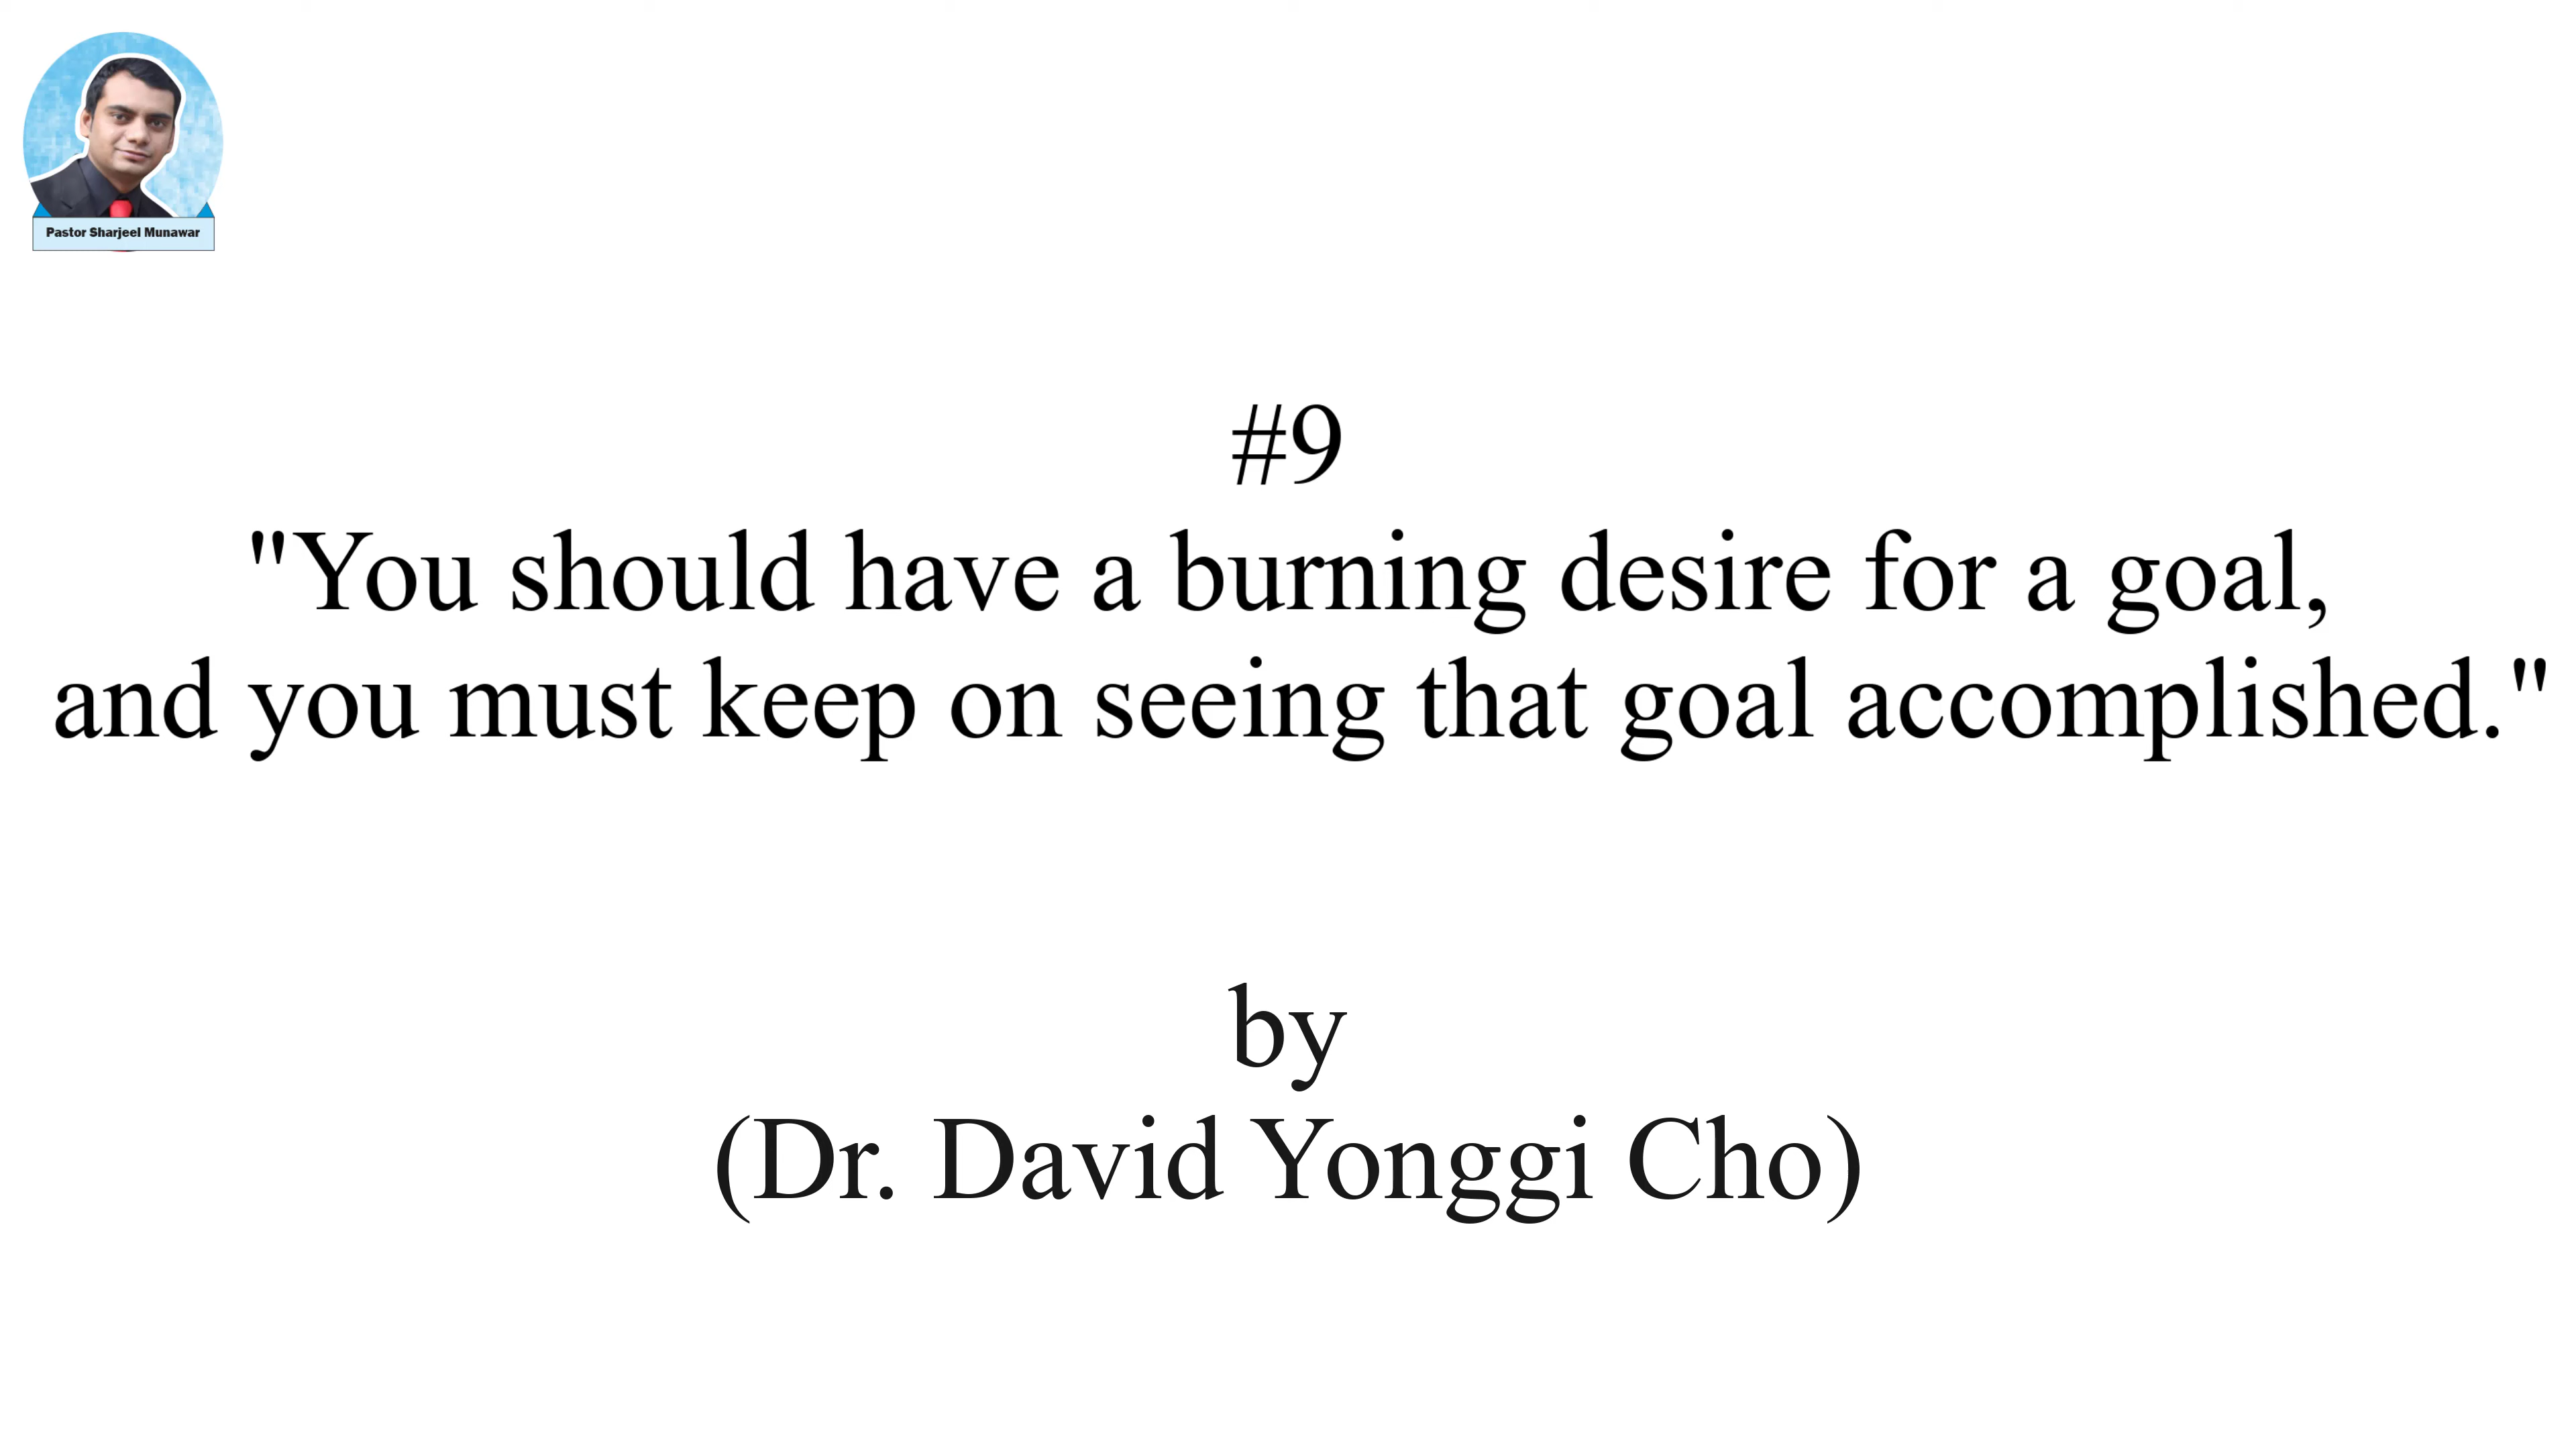 Pastor Sharjeel Munawar
#9
"You should have a burning desire for a goal,
and you must keep on seeing that goal accomplished."
by
(Dr. David Yonggi Cho)